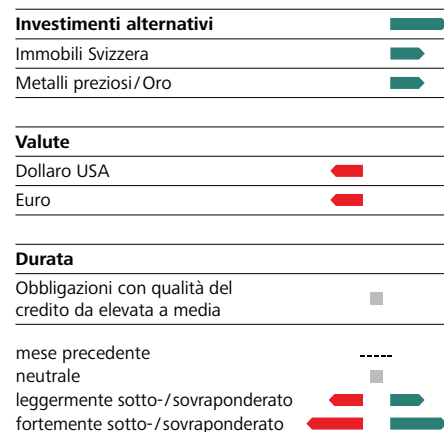 Investimenti alternativi
Immobili Svizzera
Metalli preziosi/Oro
Valute
Dollaro USA
Euro
Durata
Obbligazioni con qualità del
credito da elevata a media
mese precedente
neutrale
leggermente sotto-/sovraponderato
fortemente sotto-/sovraponderato